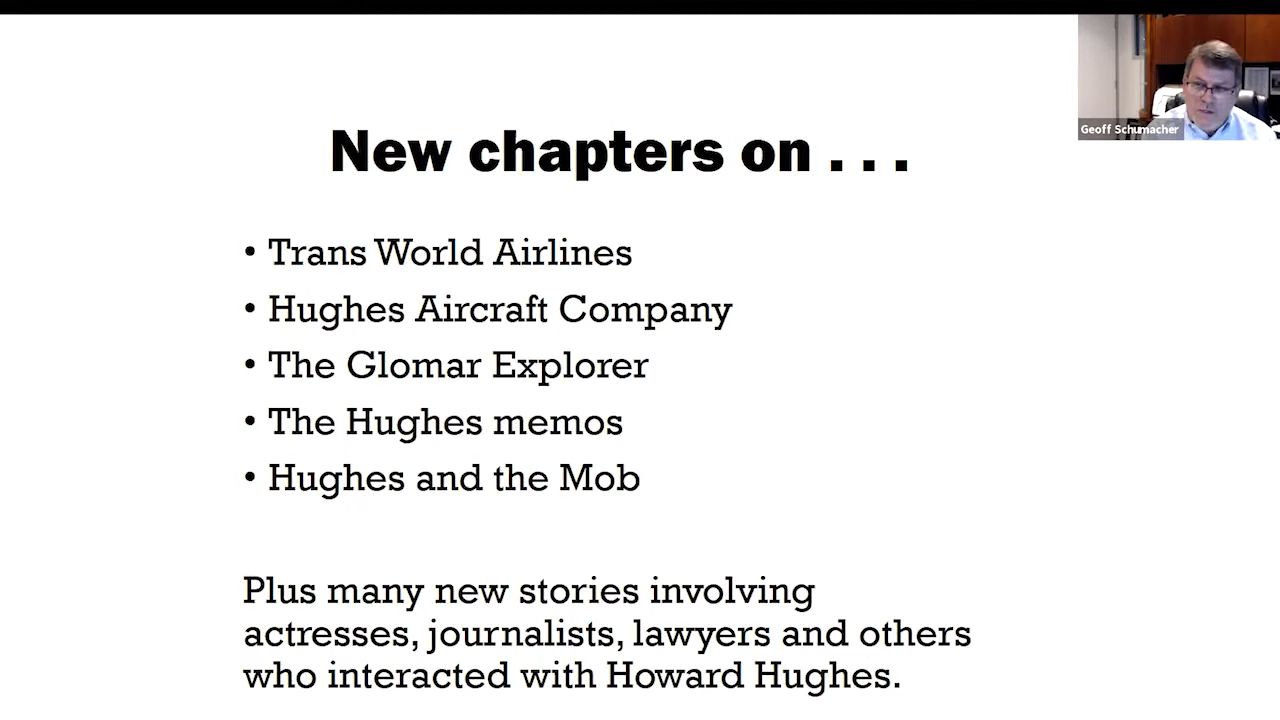 New chapters on . . .
• Trans World Airlines
• Hughes Aircraft Company
• The Glomar Explorer
• The Hughes memos
• Hughes and the Mob
Plus many new stories involving
actresses, journalists, lawyers and others
who interacted with Howard Hughes.
Geoff Schumacher